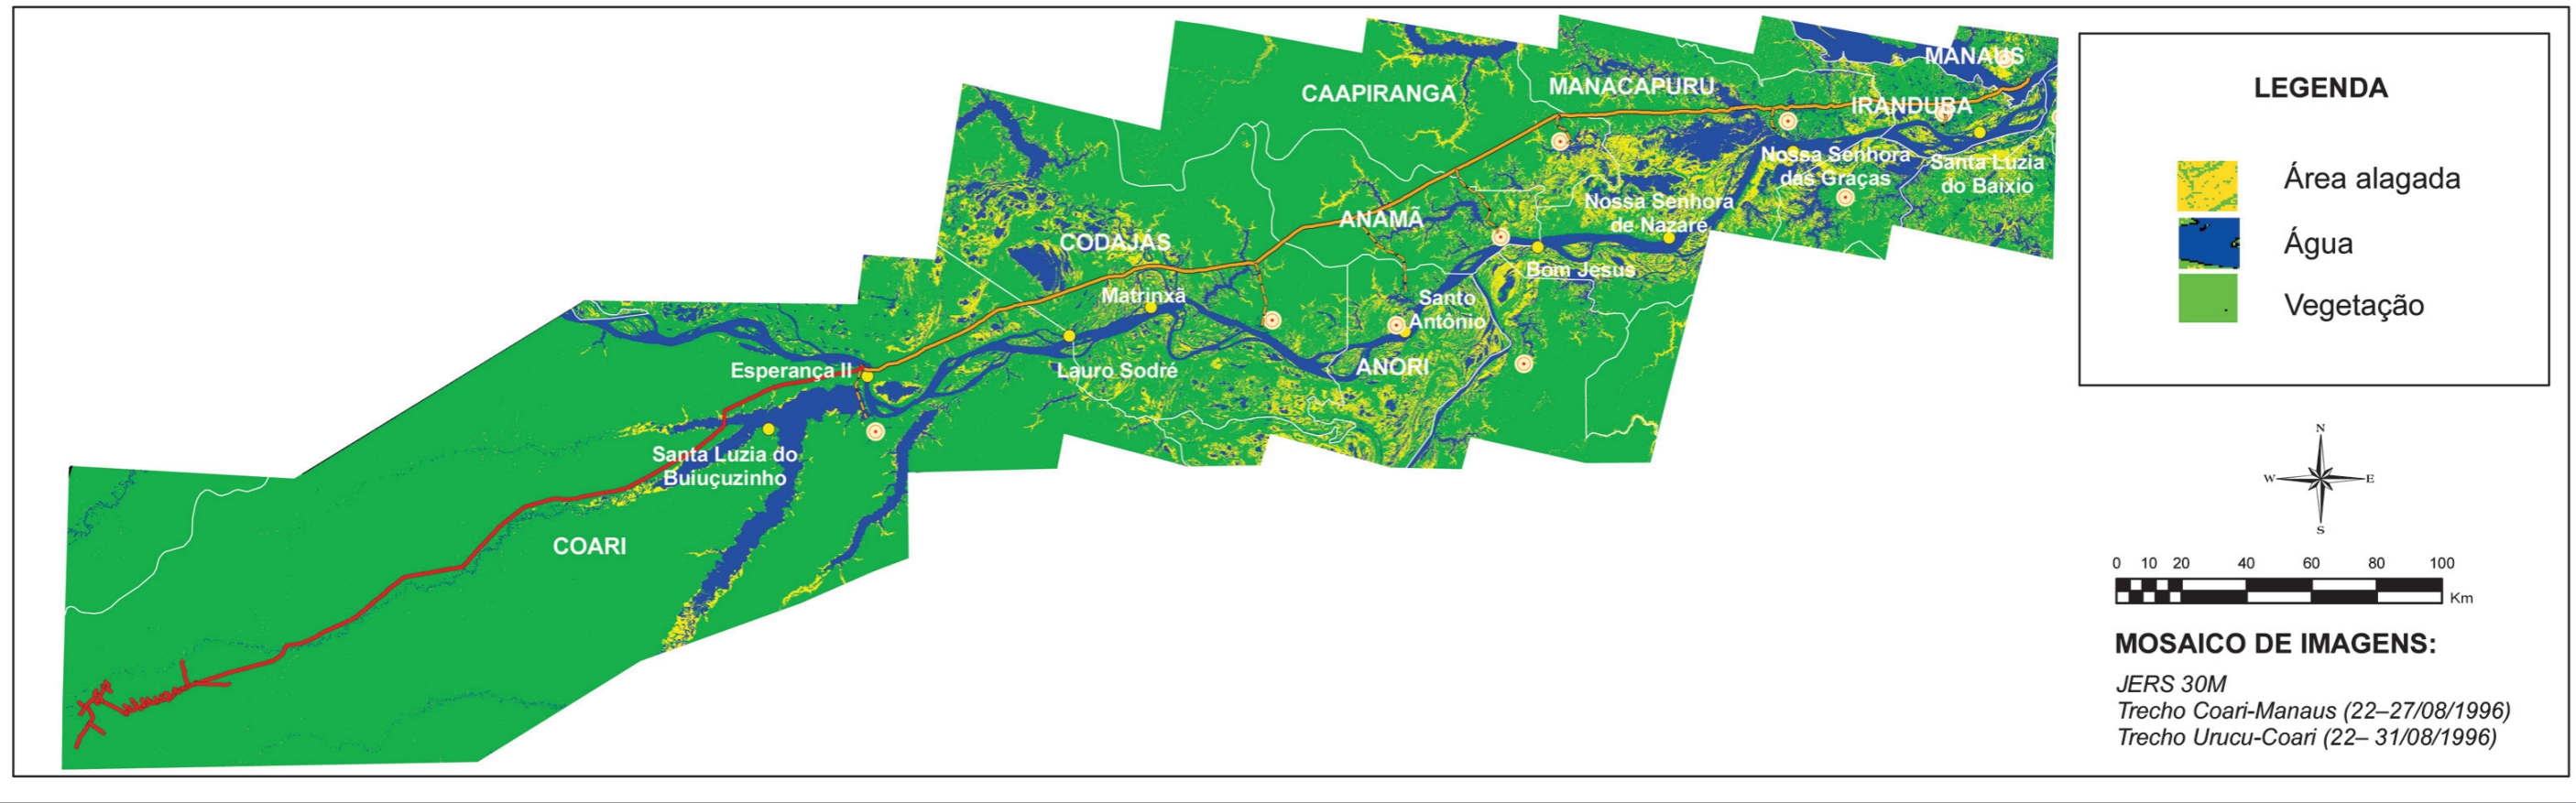 MANAUS
CAAPIRANGA
MANACAPURU
IRANDUBA
Nossa Senhora
das Graças
Santa Luzia
do Baixio
Nossa Senhora
de Nazaré
ANAMÃ
CODAJÁS
Bom Jesus
Matrinxã
Santo
Antônio
Esperança II
Lauro Sodré
ANORI
Santa Luzia do
Buiuçuzinho
COARI
LEGENDA
Área alagada
Água
Vegetação
N
W E
S
0 10 20 40 60 80 100
Km
MOSAICO DE IMAGENS:
JERS 30M
Trecho Coari-Manaus (22–27/08/1996)
Trecho Urucu-Coari (22– 31/08/1996)